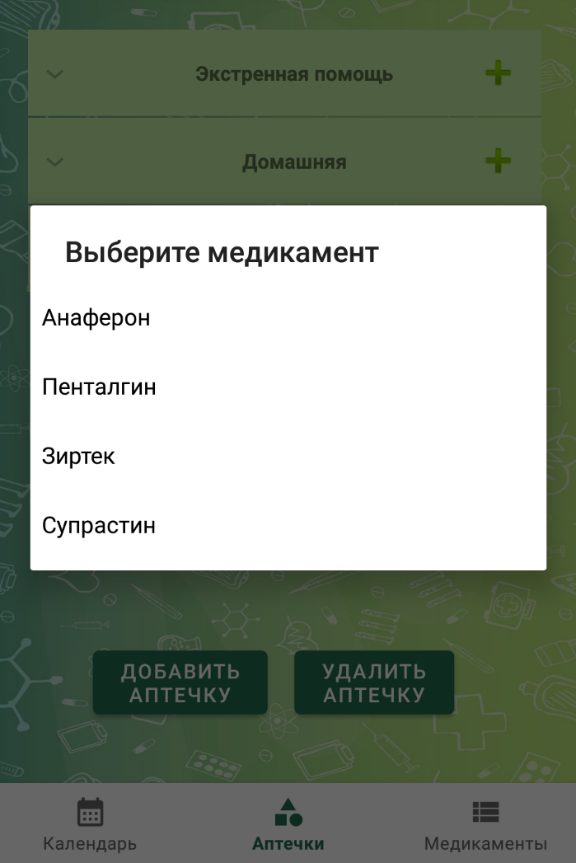 Экстренная помощь
Домашняя
Выберите медикамент
Анаферон
Пенталгин
Зиртек
Супрастин
ДОБАВИТЬ
АПТЕЧКУ
УДАЛИТЬ
АПТЕЧКУ
Календарь
Аптечки
Медикаменты